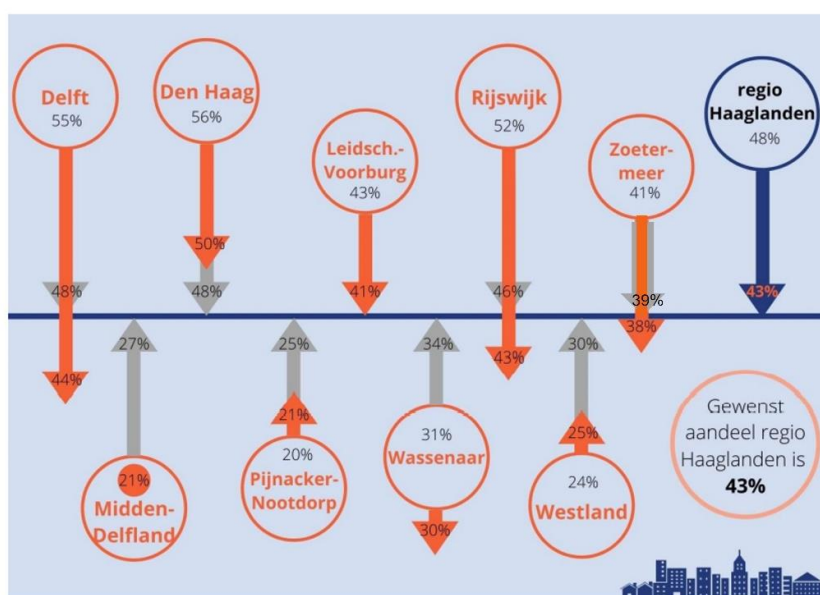 Delft
55%
48%
44%
Den Haag
56%
50%
48%
Leidsch.-
Voorburg
43%
41%
Rijswijk
52%
46%
43%
Zoeter-
meer
41%
39%
38%
regio
Haaglanden
48%
43%
27%
21%
Midden-
Delfland
25%
21%
20%
Pijnacker-
Nootdorp
34%
31%
Wassenaar
30%
30%
25%
24%
Westland
Gewenst
aandeel regio
Haaglanden is
43%